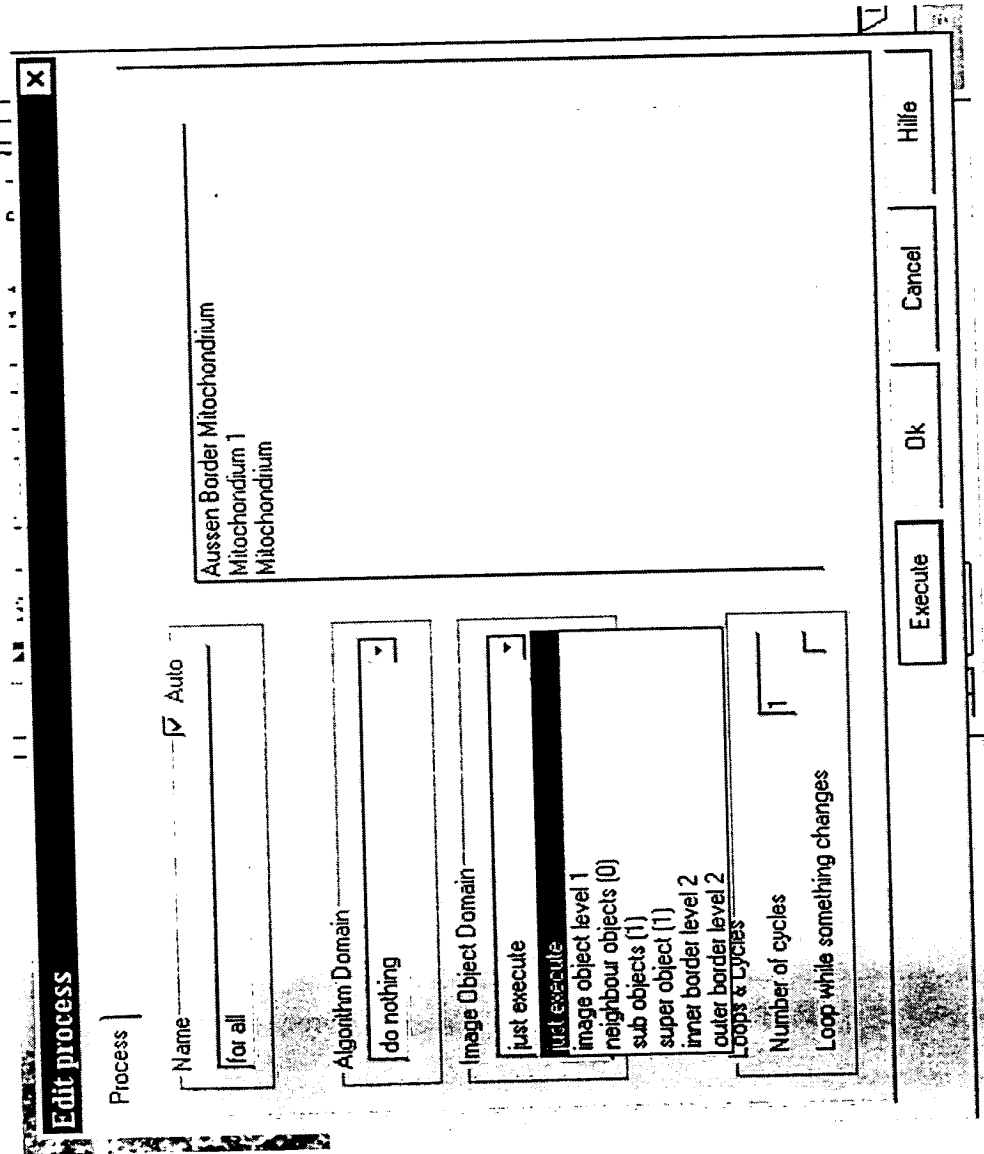 Edit process
Process
Name
Auto
for all
Algorithm Domain
do nothing
Image Object Domain
just execute
just execute
image object level 1
neighbour objects (0)
sub objects (1)
super object (1)
inner border level 2
outer border level 2
Loops & Cycles
Number of cycles
1
Loop while something changes
Aussen Border Mitochondrium
Mitochondium 1
Mitochondrium
Execute
Ok
Cancel
Hilfe